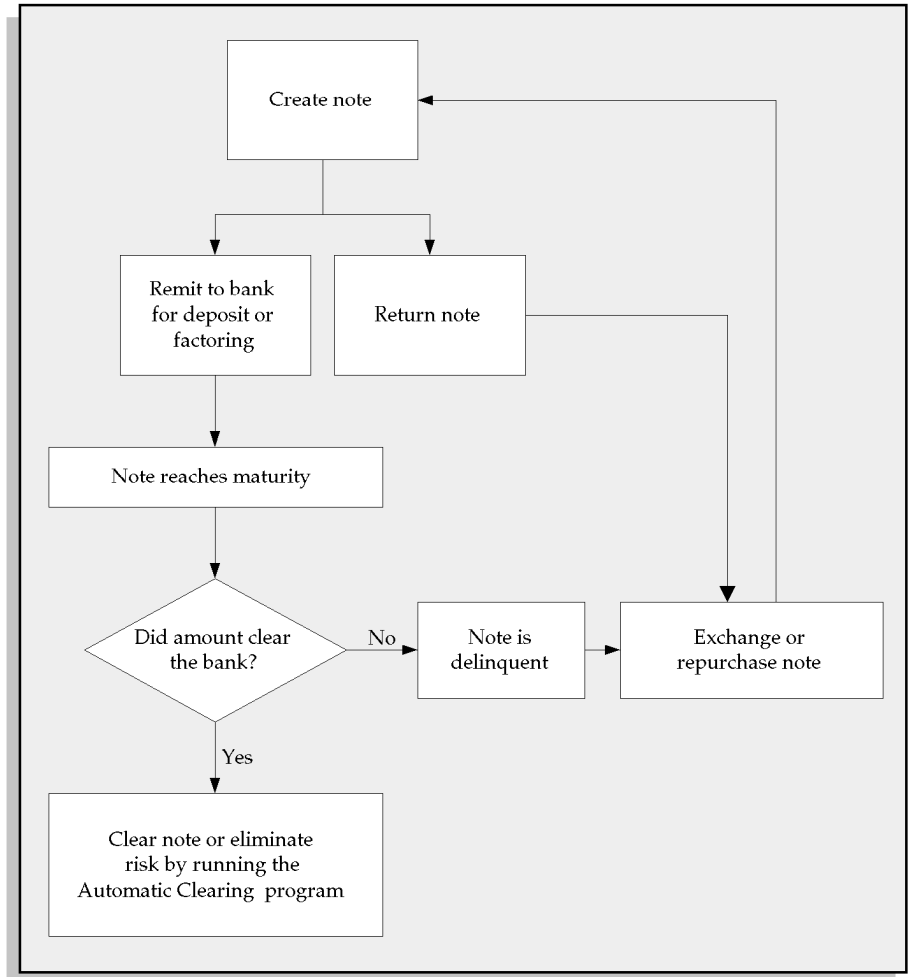 Create note
Remit to bank
for deposit or
factoring
Return note
Note reaches maturity
Did amount clear
the bank?
No
Note is
delinquent
Exchange or
repurchase note
Yes
Clear note or eliminate
risk by running the
Automatic Clearing program